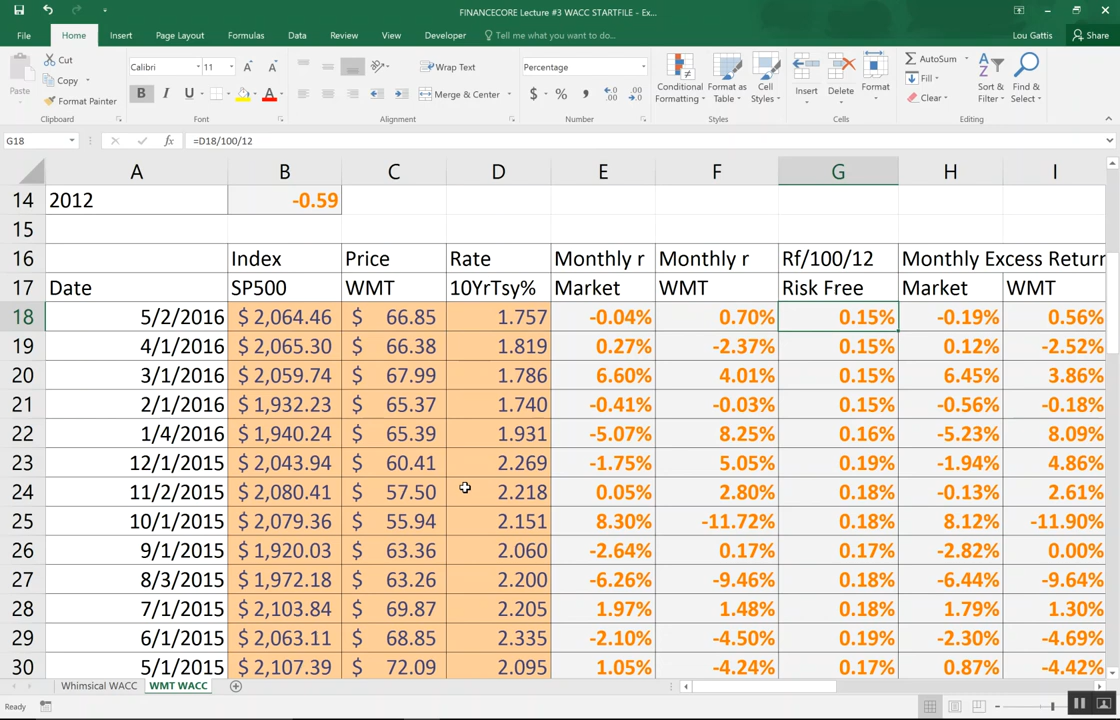 FINANCECORE Lecture #3 WACC STARTFILE - Ex...
File Home Insert Page Layout Formulas Data Review View Developer Tell me what you want to do... Lou Gattis Share
Paste Cut Calibri 11 A A Wrap Text Percentage Conditional Formatting Format as Table Cell Styles Insert Delete Format AutoSum Sort & Filter Find & Select
Copy Fill
Format Painter B I U A Merge & Center $ % , Clear
Clipboard Font Alignment Number Styles Cells Editing
G18 fx =D18/100/12
A B C D E F G H I
14 2012 -0.59
15
16 Index Price Rate Monthly r Monthly r Rf/100/12 Monthly Excess Return
17 Date SP500 WMT 10YrTsy% Market WMT Risk Free Market WMT
18 5/2/2016 $ 2,064.46 $ 66.85 1.757 -0.04% 0.70% 0.15% -0.19% 0.56%
19 4/1/2016 $ 2,065.30 $ 66.38 1.819 0.27% -2.37% 0.15% 0.12% -2.52%
20 3/1/2016 $ 2,059.74 $ 67.99 1.786 6.60% 4.01% 0.15% 6.45% 3.86%
21 2/1/2016 $ 1,932.23 $ 65.37 1.740 -0.41% -0.03% 0.15% -0.56% -0.18%
22 1/4/2016 $ 1,940.24 $ 65.39 1.931 -5.07% 8.25% 0.16% -5.23% 8.09%
23 12/1/2015 $ 2,043.94 $ 60.41 2.269 -1.75% 5.05% 0.19% -1.94% 4.86%
24 11/2/2015 $ 2,080.41 $ 57.50 2.218 0.05% 2.80% 0.18% -0.13% 2.61%
25 10/1/2015 $ 2,079.36 $ 55.94 2.151 8.30% -11.72% 0.18% 8.12% -11.90%
26 9/1/2015 $ 1,920.03 $ 63.36 2.060 -2.64% 0.17% 0.17% -2.82% 0.00%
27 8/3/2015 $ 1,972.18 $ 63.26 2.200 -6.26% -9.46% 0.18% -6.44% -9.64%
28 7/1/2015 $ 2,103.84 $ 69.87 2.205 1.97% 1.48% 0.18% 1.79% 1.30%
29 6/1/2015 $ 2,063.11 $ 68.85 2.335 -2.10% -4.50% 0.19% -2.30% -4.69%
30 5/1/2015 $ 2,107.39 $ 72.09 2.095 1.05% -4.24% 0.17% 0.87% -4.42%
Whimsical WACC WMT WACC
Ready